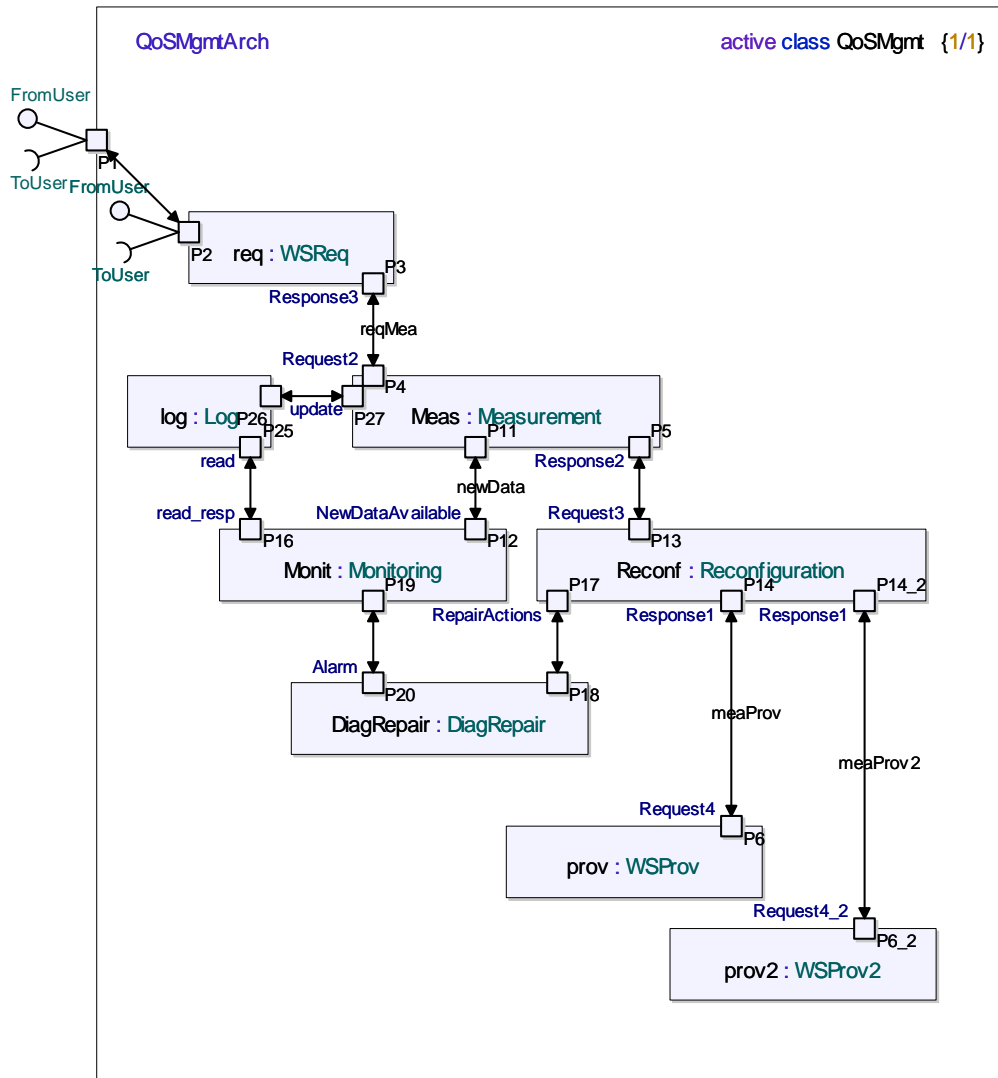 QoSMgmtArch
active class QoSMgmt {1/1}
FromUser
P1
ToUser
FromUser
P2
ToUser
req : WSReq
P3
Response3
reqMea
Request2
P4
log : Log
P26
update
P27
Meas : Measurement
P25
P11
P5
read
Response2
newData
read_resp
NewDataAvailable
Request3
P16
P12
P13
Monit : Monitoring
Reconf : Reconfiguration
P19
P17
P14
P14_2
RepairActions
Response1
Response1
Alarm
P20
P18
DiagRepair : DiagRepair
meaProv
meaProv2
Request4
P6
prov : WSProv
Request4_2
P6_2
prov2 : WSProv2